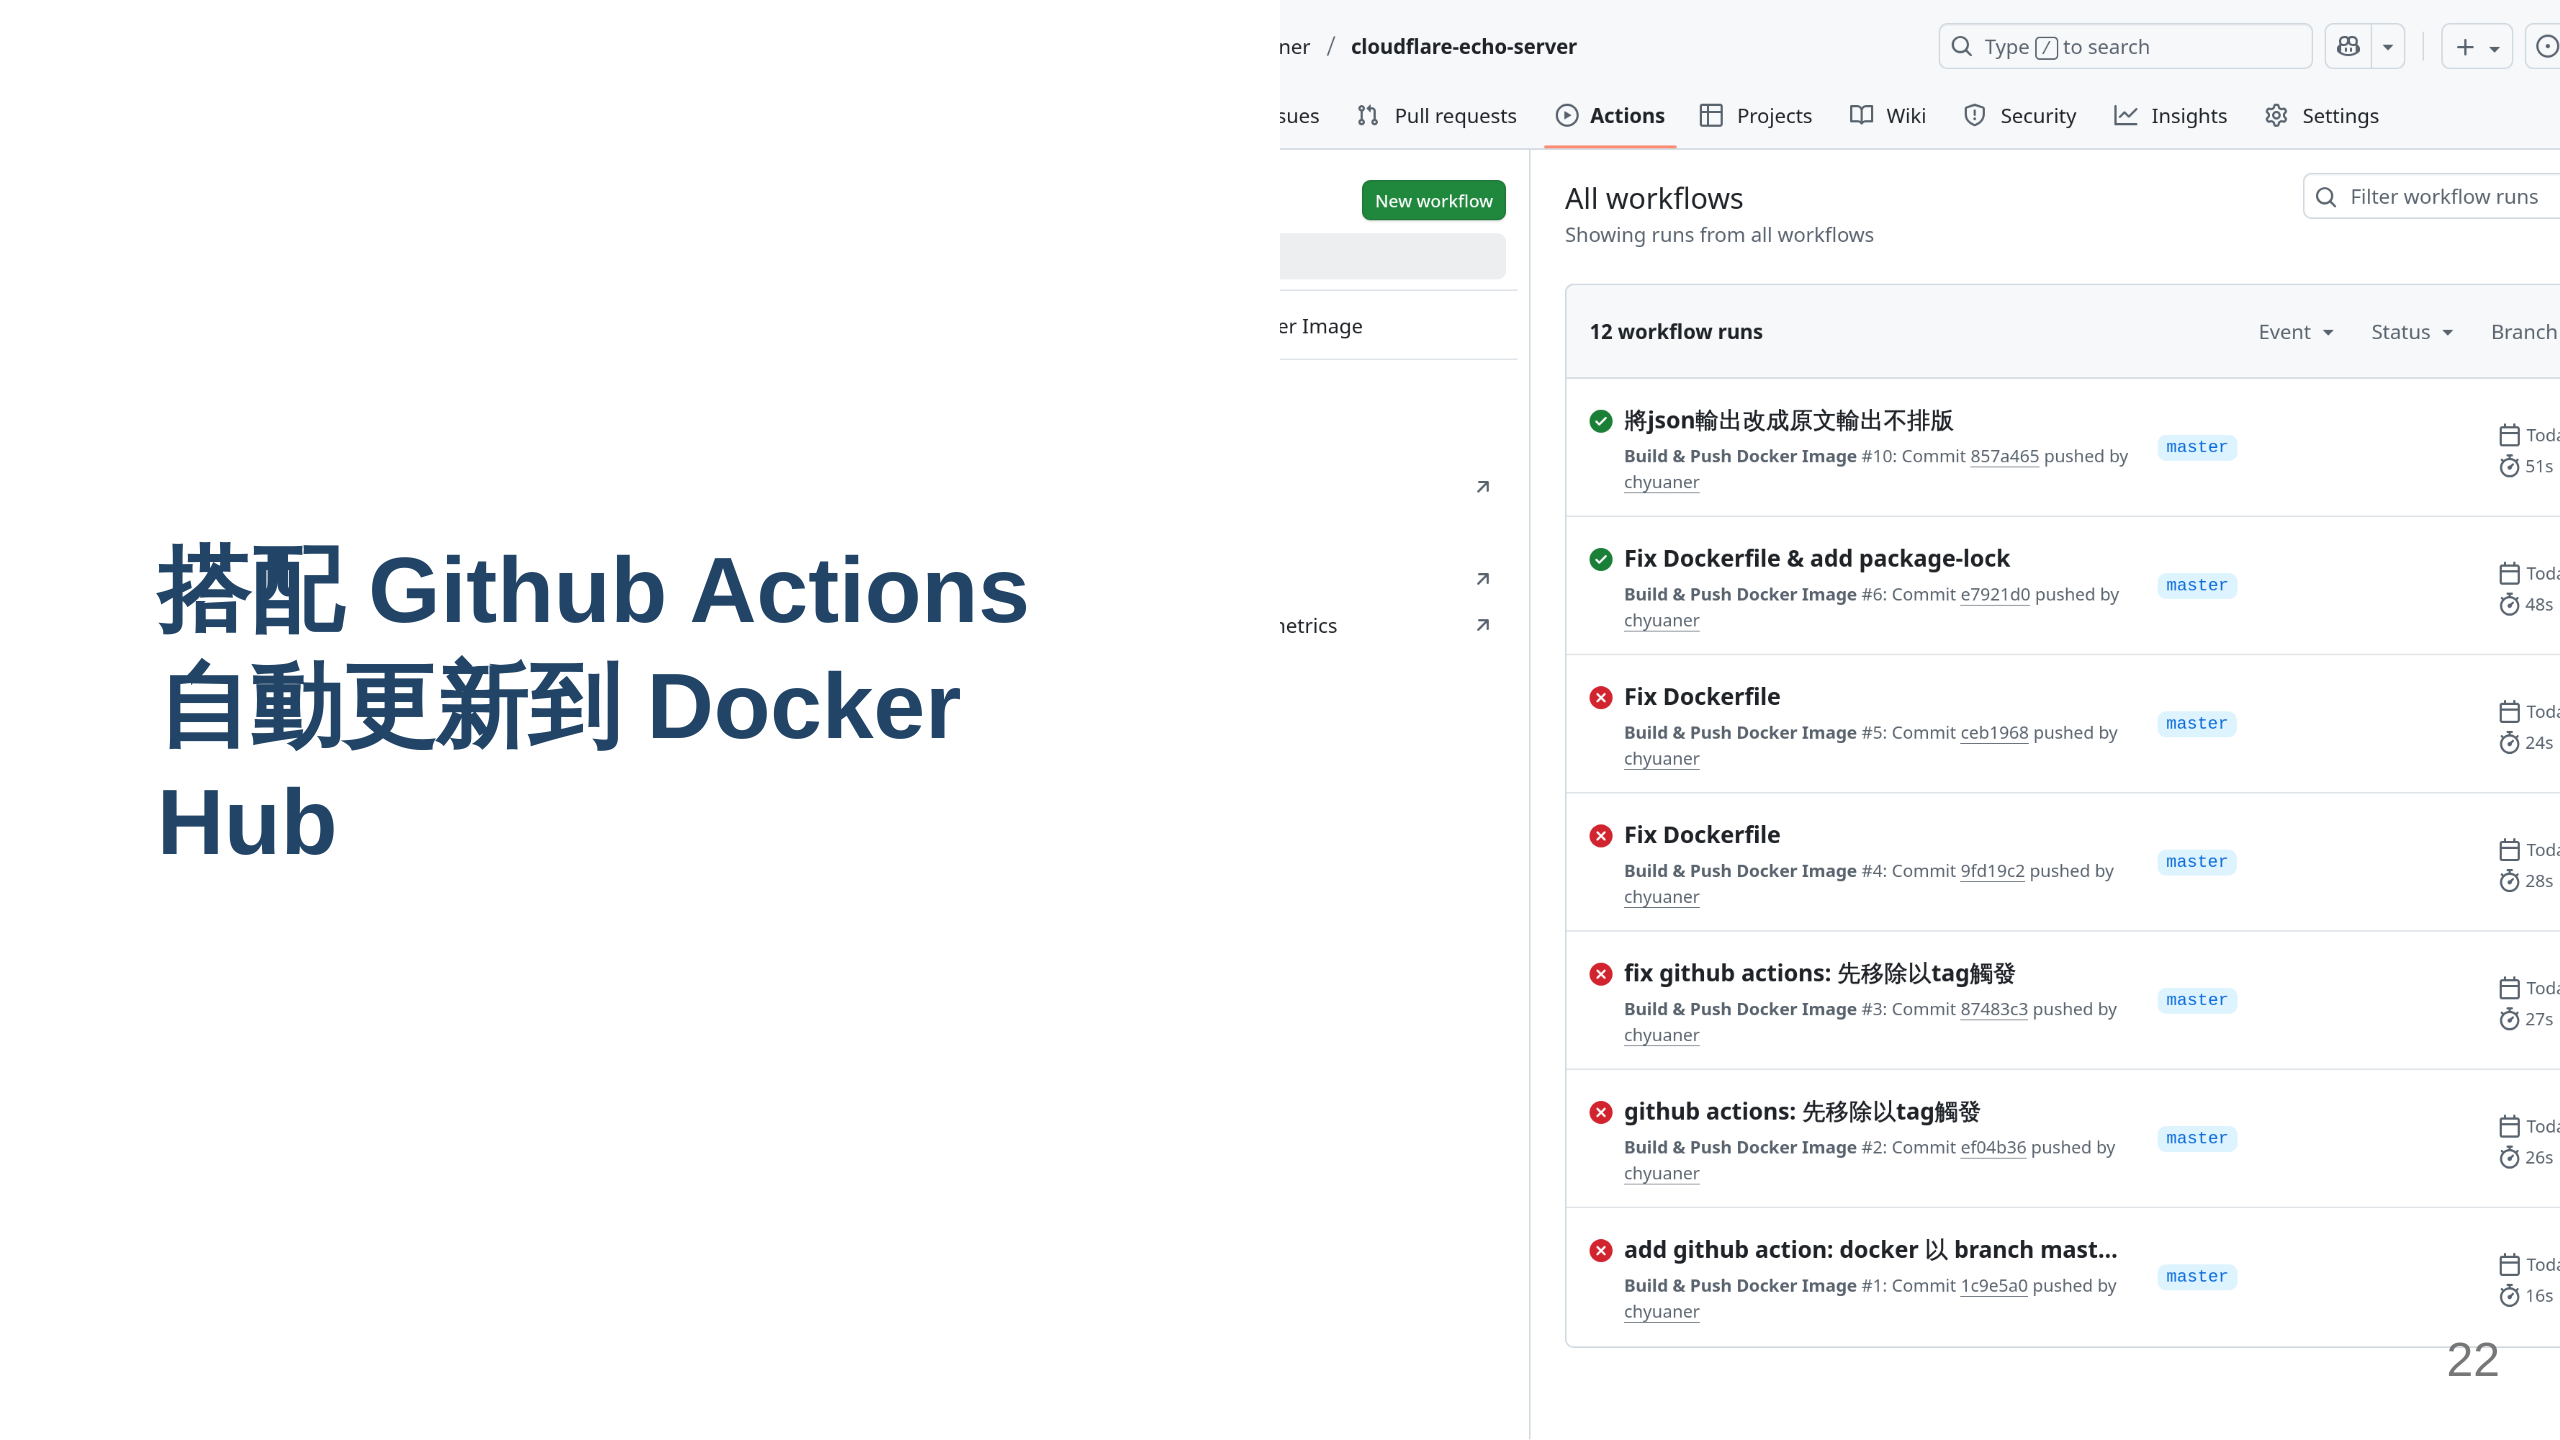 搭配 Github Actions
自動更新到 Docker
Hub
ner / cloudflare-echo-server
Type / to search
sues
Pull requests
Actions
Projects
Wiki
Security
Insights
Settings
New workflow
er Image
netrics
All workflows
Showing runs from all workflows
Filter workflow runs
12 workflow runs
Event
Status
Branch
將json輸出改成原文輸出不排版
Build & Push Docker Image #10: Commit 857a465 pushed by
chyuaner
master
Toda
51s
Fix Dockerfile & add package-lock
Build & Push Docker Image #6: Commit e7921d0 pushed by
chyuaner
master
Toda
48s
Fix Dockerfile
Build & Push Docker Image #5: Commit ceb1968 pushed by
chyuaner
master
Toda
24s
Fix Dockerfile
Build & Push Docker Image #4: Commit 9fd19c2 pushed by
chyuaner
master
Toda
28s
fix github actions: 先移除以tag觸發
Build & Push Docker Image #3: Commit 87483c3 pushed by
chyuaner
master
Toda
27s
github actions: 先移除以tag觸發
Build & Push Docker Image #2: Commit ef04b36 pushed by
chyuaner
master
Toda
26s
add github action: docker 以 branch mast...
Build & Push Docker Image #1: Commit 1c9e5a0 pushed by
chyuaner
master
Toda
16s
22